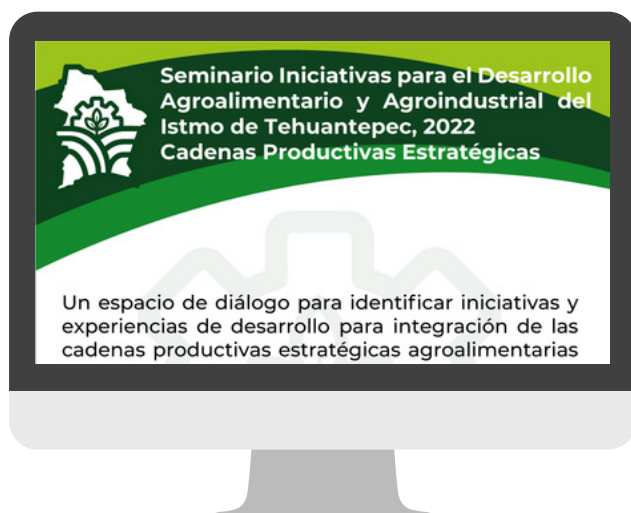 Seminario Iniciativas para el Desarrollo
Agroalimentario y Agroindustrial del
Istmo de Tehuantepec, 2022
Cadenas Productivas Estratégicas
Un espacio de diálogo para identificar iniciativas y
experiencias de desarrollo para integración de las
cadenas productivas estratégicas agroalimentarias